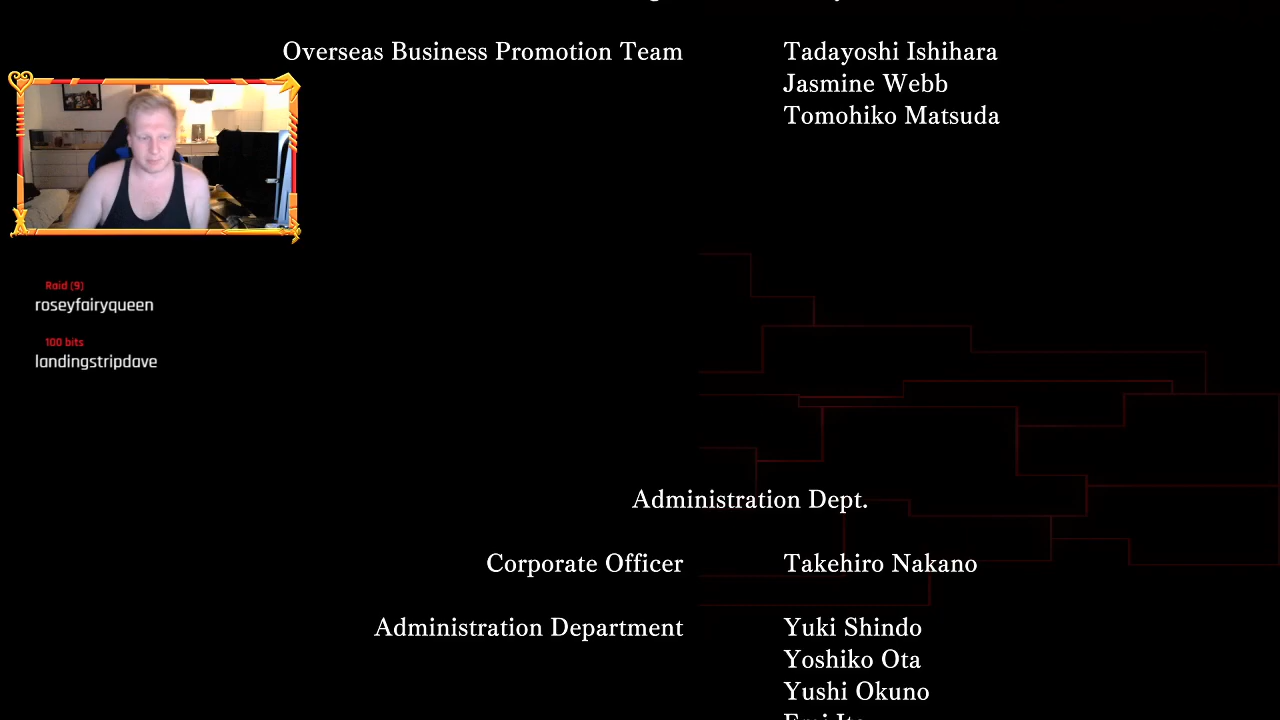 Overseas Business Promotion Team Tadayoshi Ishihara
Jasmine Webb
Tomohiko Matsuda
Raid (9)
roseyfairyqueen
100 bits
landingstripdave
Administration Dept.
Corporate Officer Takehiro Nakano
Administration Department Yuki Shindo
Yoshiko Ota
Yushi Okuno